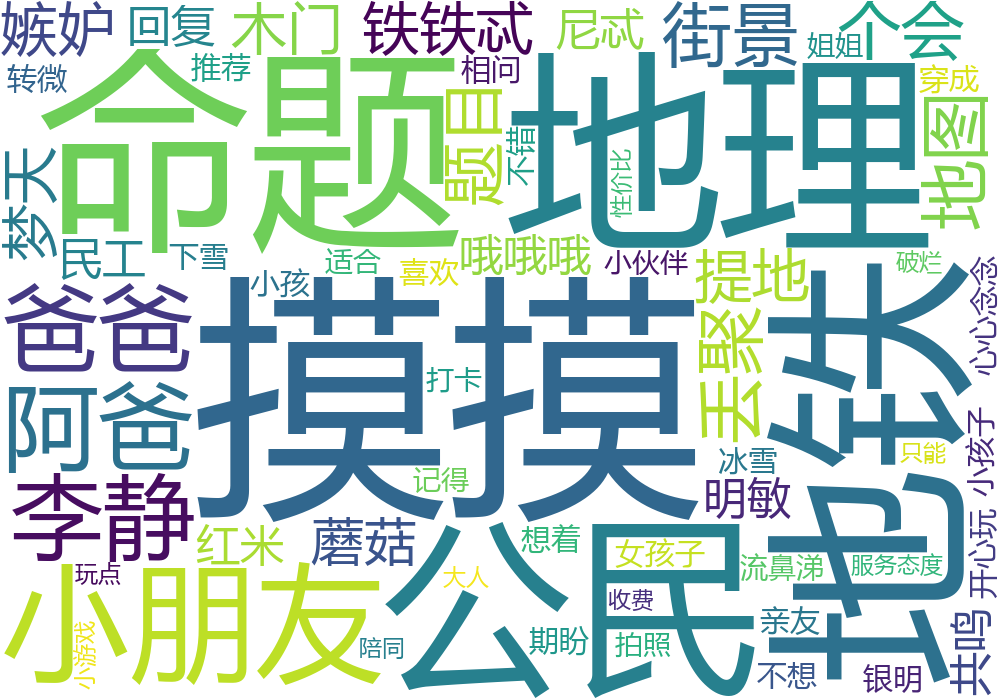 嫉妒
回复
木门
铁铁忒
尼忒
街景
姐姐
个会
转微
推荐
相问
穿成
命题
题目
不错
地理
性价比
地图
梦天
民工
下雪
小孩
适合
喜欢
哦哦哦
小伙伴
提地
破烂
心心念念
爸爸
摸摸
丢聚
地铁
阿爸
打卡
记得
冰雪
只能
小孩子
李静
明敏
红米
蘑菇
想着
女孩子
流鼻涕
服务态度
开心玩
玩点
小朋友
大人
公民
收费
亲友
共鸣
小游戏
陪同
期盼
拍照
不想
银明